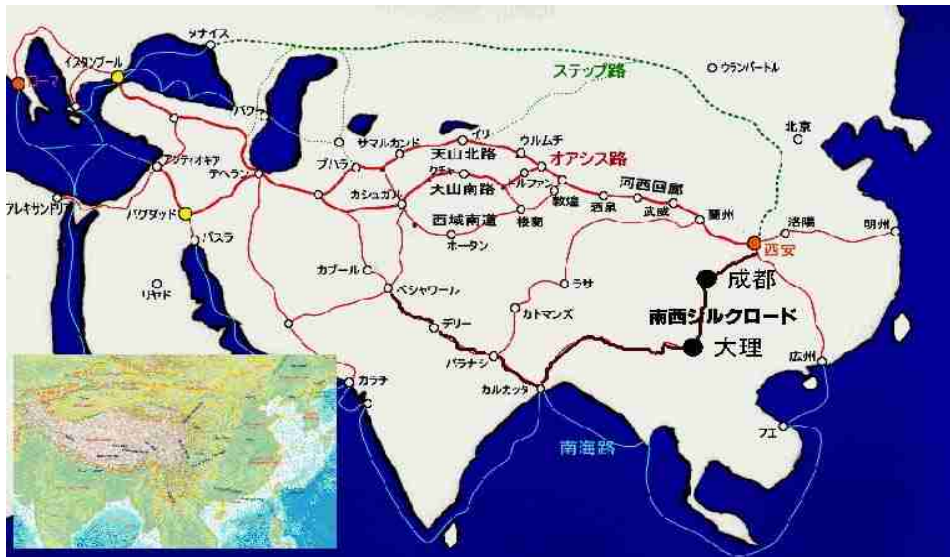 タナイス
イスタンブール
ステップ路
ウランバートル
ローマ
バクー
サマルカンド
イリ
ウルムチ
北京
ブハラ
天山北路
オアシス路
アンティオキア
テヘラン
クチャ
トルファン
カシュガル
天山南路
敦煌
河西回廊
酒泉
武威
蘭州
アレキサンドリア
バグダッド
西域南道
楼蘭
洛陽
明州
バスラ
ホータン
西安
カブール
ラサ
成都
リヤド
ペシャワール
カトマンズ
南西シルクロード
デリー
大理
バラナシ
広州
カラチ
カルカッタ
フエ
南海路